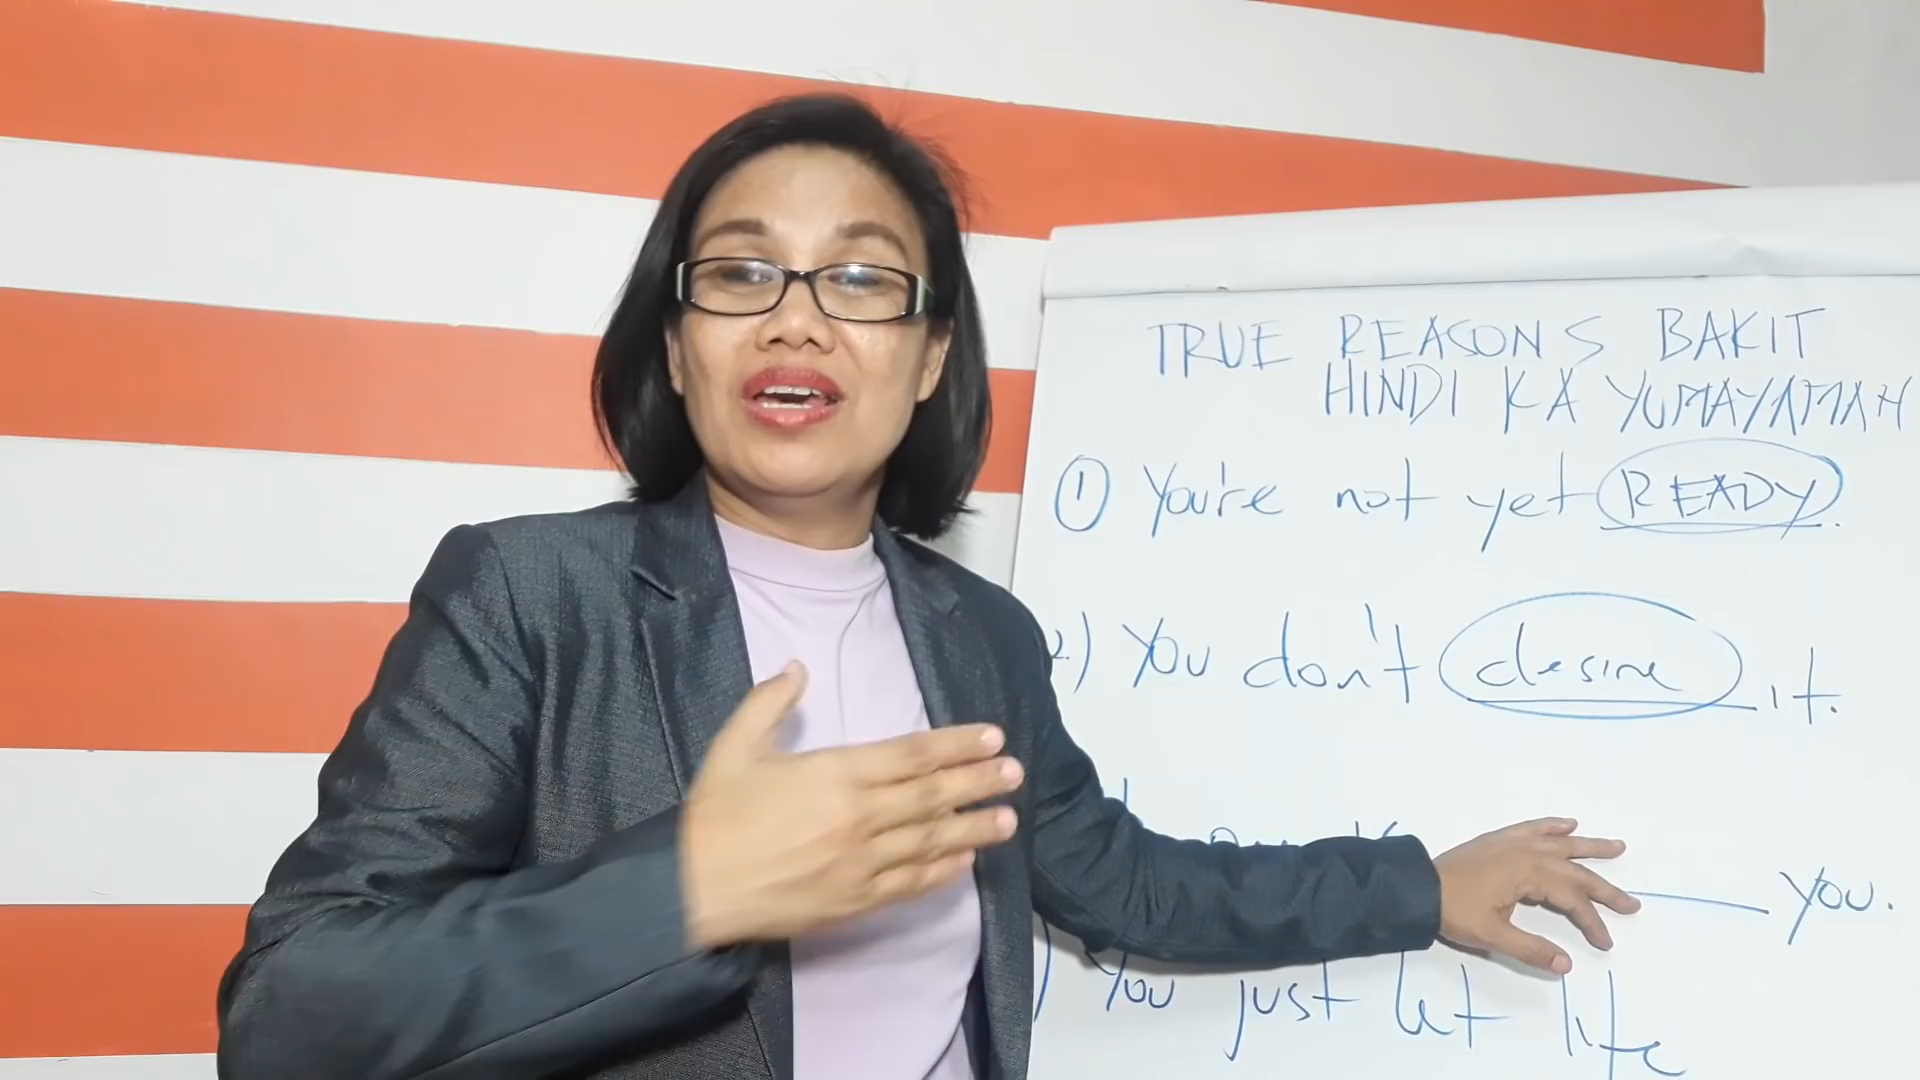 TRUE REASONS BAKIT
HINDI KA YUMAYAMAN
① You're not yet READY.
2.) You don't desire it.
you.
) You just let life